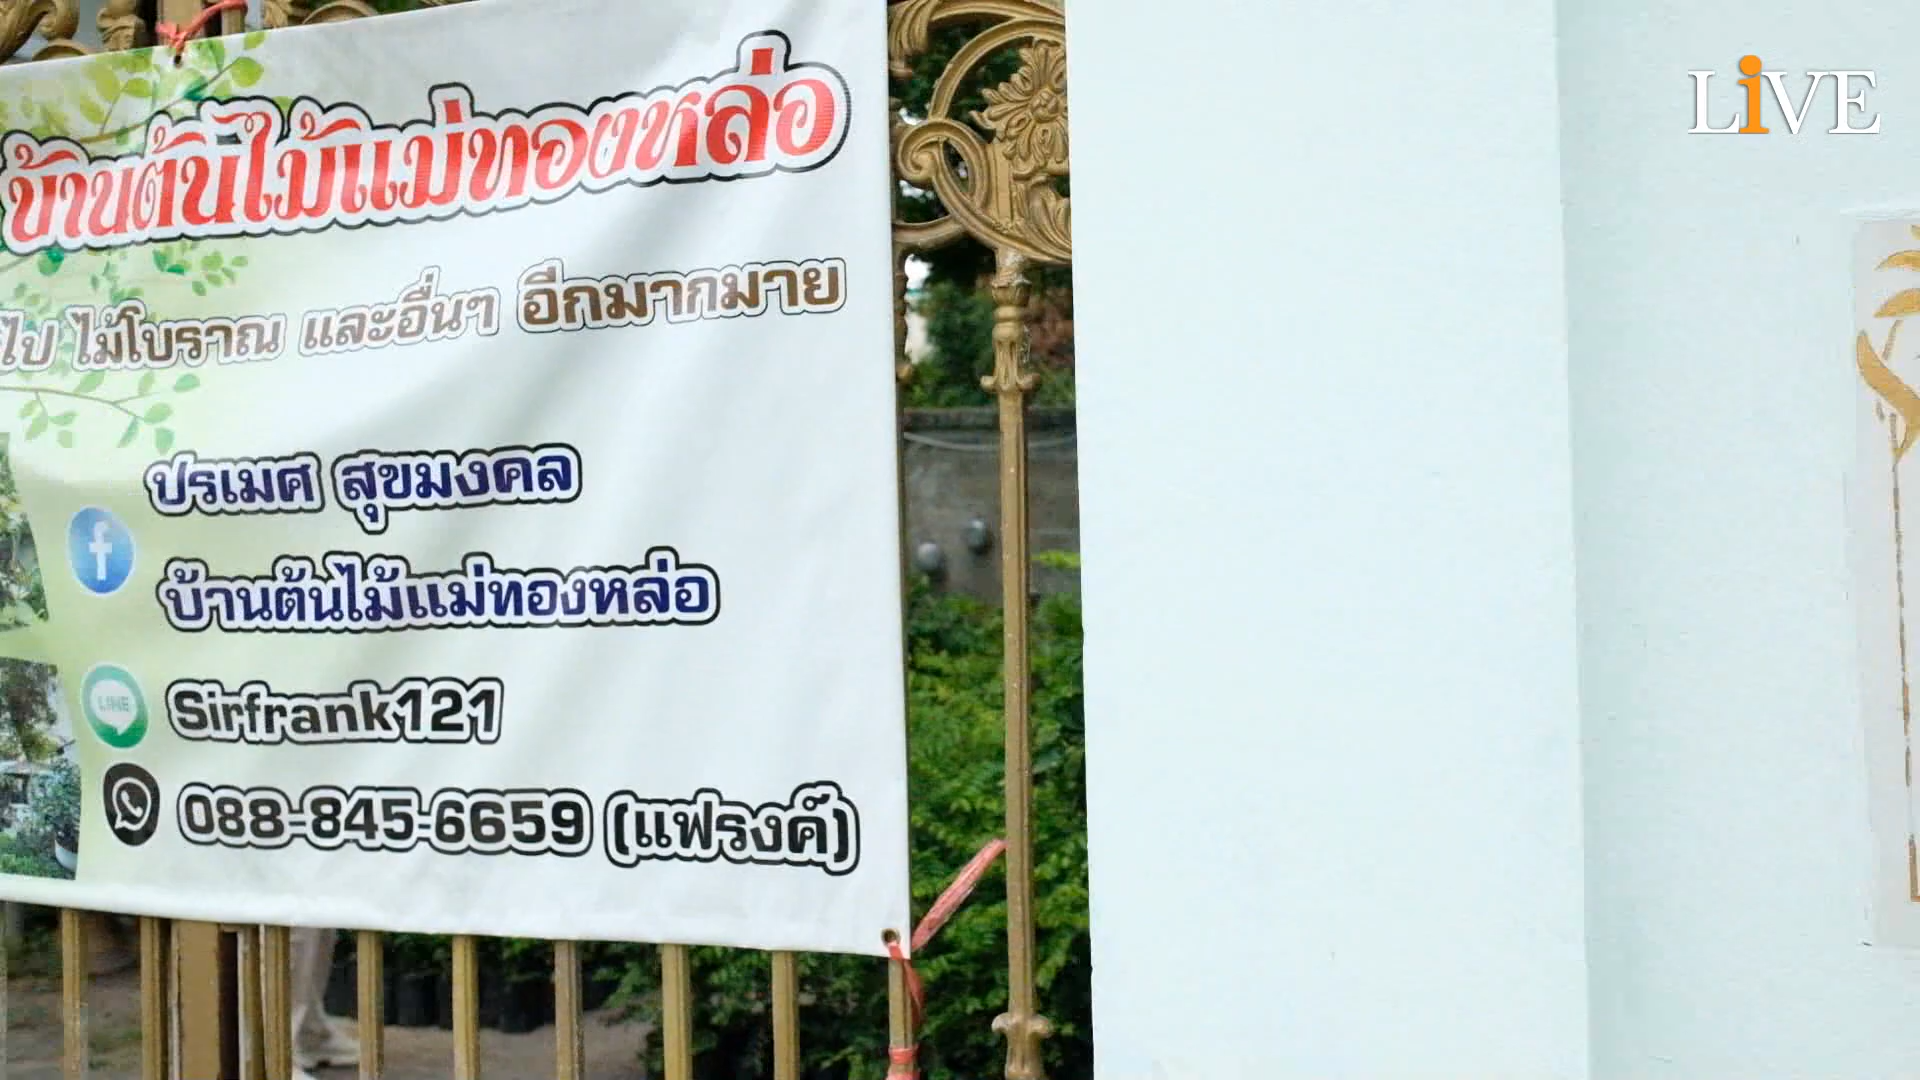 LiVE
บ้านต้นไม้แม่ทองหล่อ
ไป ไม้โบราณ และอื่นๆ อีกมากมาย
ปรเมศ สุขมงคล
บ้านต้นไม้แม่ทองหล่อ
LINE
Sirfrank121
088-845-6659 (แฟรงค์)